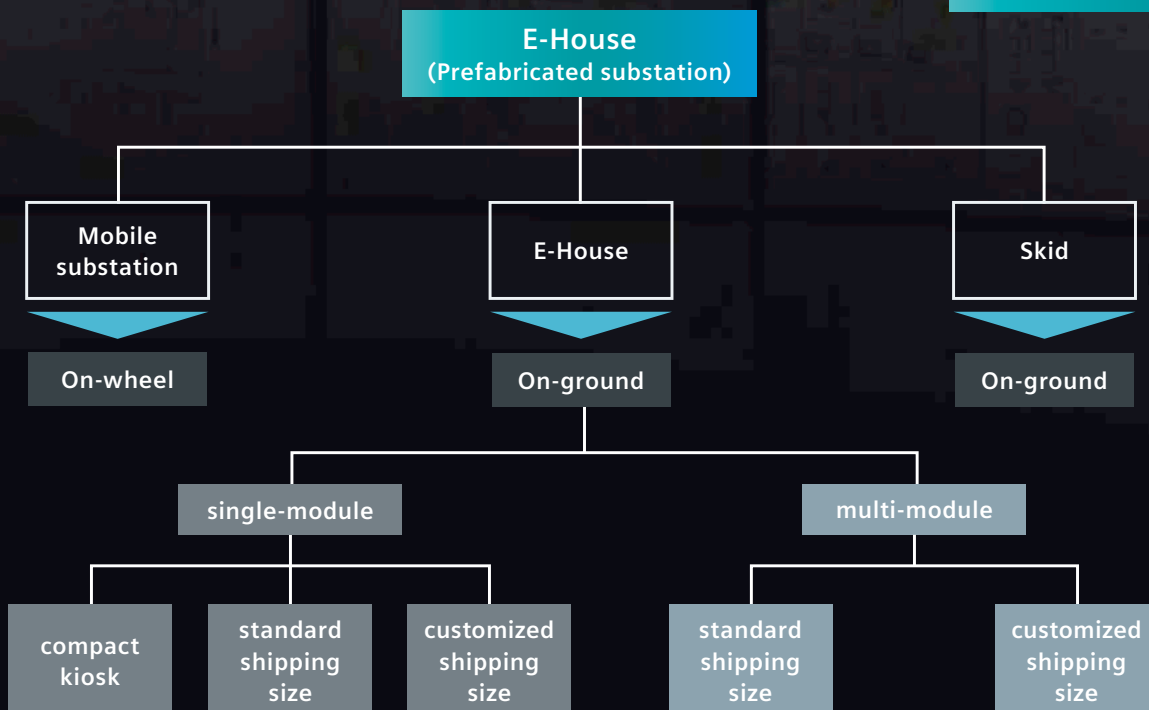 E-House
(Prefabricated substation)
Mobile
substation
E-House
Skid
On-wheel
On-ground
On-ground
single-module
multi-module
compact
kiosk
standard
shipping
size
customized
shipping
size
standard
shipping
size
customized
shipping
size